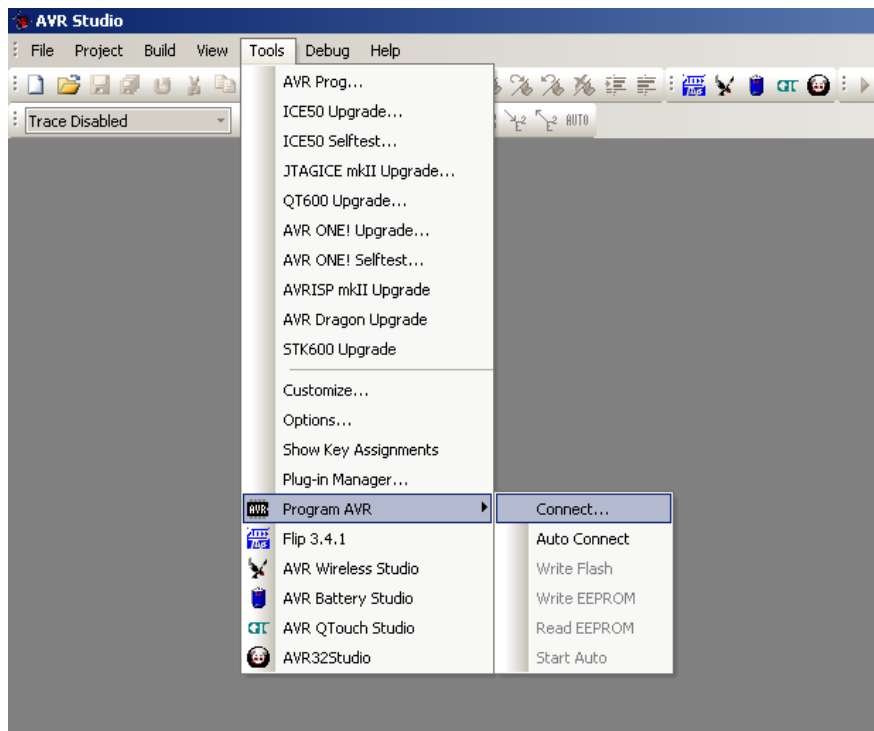 AVR Studio
File Project Build View Tools Debug Help
AVR Prog...
Trace Disabled
AUTO
ICE50 Upgrade...
ICE50 Selftest...
JTAGICE mkII Upgrade...
QT600 Upgrade...
AVR ONE! Upgrade...
AVR ONE! Selftest...
AVRISP mkII Upgrade
AVR Dragon Upgrade
STK600 Upgrade
Customize...
Options...
Show Key Assignments
Plug-in Manager...
AVR Program AVR
Connect...
Flip 3.4.1
Auto Connect
AVR Wireless Studio
Write Flash
AVR Battery Studio
Write EEPROM
AVR QTouch Studio
Read EEPROM
AVR32Studio
Start Auto